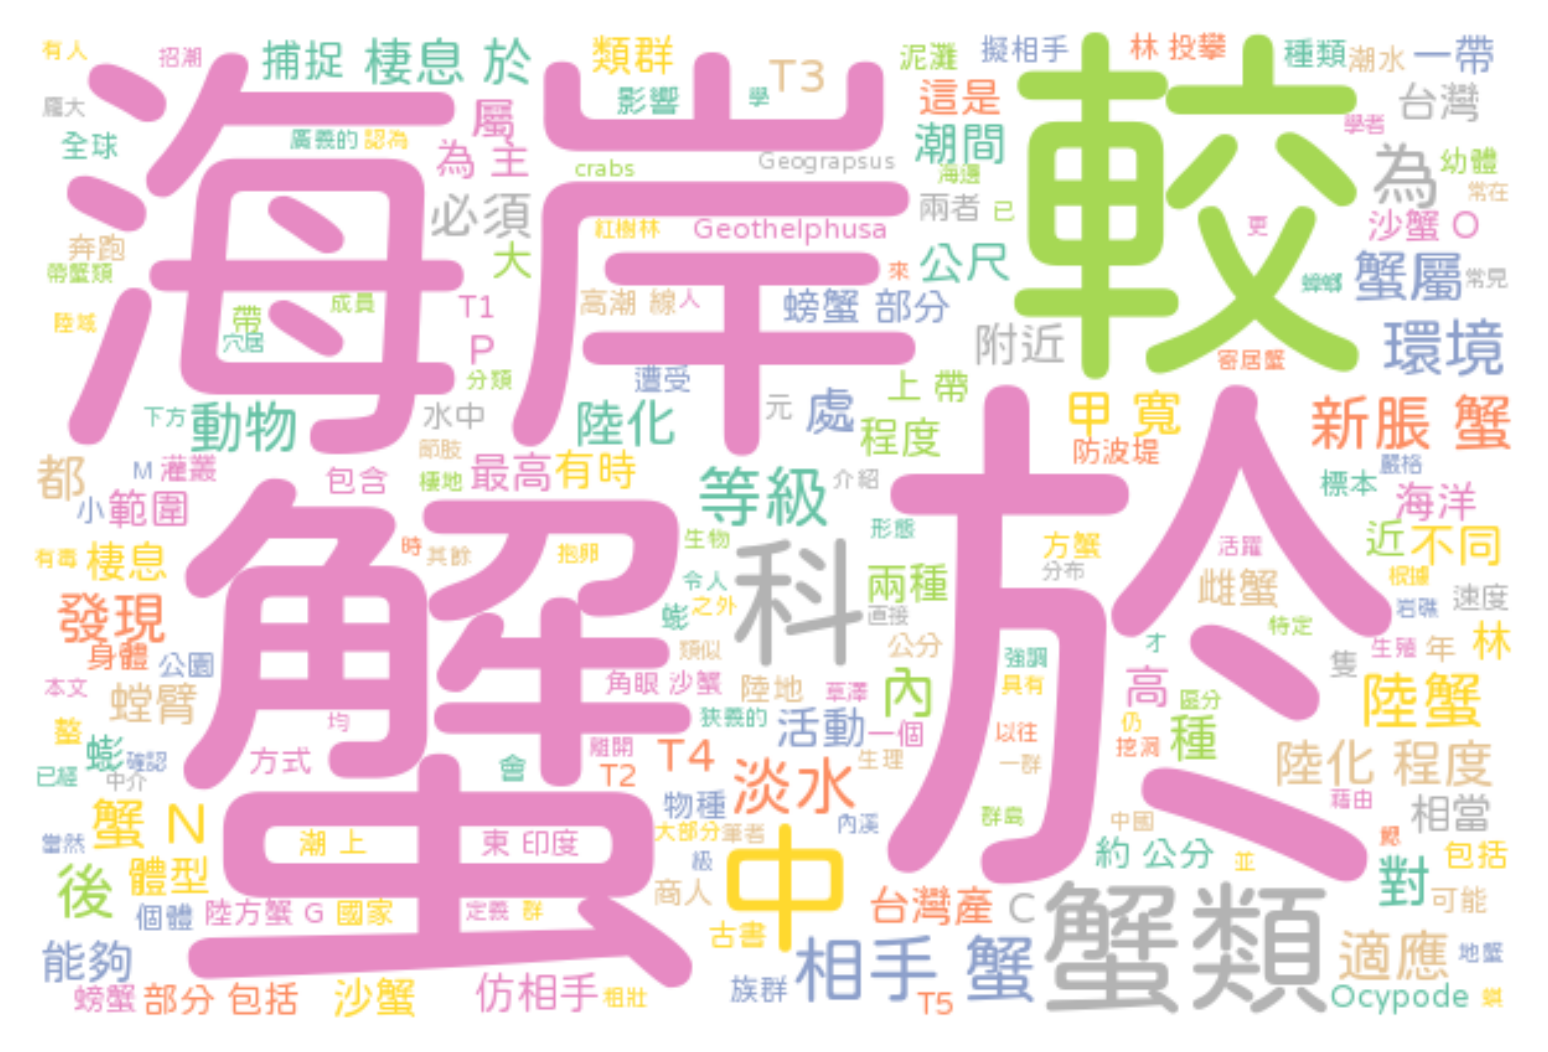 有人
招潮
捕捉
棲息 於
類群
T3
泥灘
擬相手
林 投攀
種類
潮水
一帶
龐大
影響
學
這是
台灣
海岸
較
全球
廣義的
認為
屬
為 主
crabs
Geograpsus
潮間
海邊
學者
為
幼體
常在
必須
紅樹林
Geothelphusa
兩者
已
更
沙蟹 O
奔跑
帶蟹類
大
來
公尺
蟑螂
蟹屬
常見
陸域
帶
成員
穴居
T1
高潮 線
人
螃蟹 部分
P
附近
寄居蟹
環境
分類
遭受
上 帶
下方
動物
水中
陸化
元
處
程度
甲 寬
防波堤
新脹 蟹
都
M
灌叢
節肢
包含
棲地
最高
有時
等級
介紹
於
標本
嚴格
海洋
小
範圍
蟹
形態
方蟹
分布
活躍
近
不同
有毒
棲息
時
其餘
抱卵
生物
科
令人
兩種
雌蟹
根據
發現
蟛
之外
直接
岩礁
速度
特定
身體
公園
類似
公分
強調
才
隻
生殖
年
林
本文
螳臂
角眼 沙蟹
陸地
草澤
內
具有
高
區分
陸蟹
螯
均
狹義的
活動
一個
以往
仍
種
蟛
確認
方式
會
離開
T4
生理
一群
挖洞
陸化 程度
已經
中介
T2
淡水
藉由
蟹 N
物種
群島
中國
相當
當然
潮 上
東 印度
大部分
筆者
內溪
鰓
級
中
約 公分
並
包括
後
體型
商人
對
可能
個體
陸方蟹 G
國家
定義
群
台灣產
C
蟹類
古書
能夠
相手 蟹
適應
地蟹
螃蟹
部分 包括
沙蟹
仿相手
粗壯
族群
T5
Ocypode
蜞